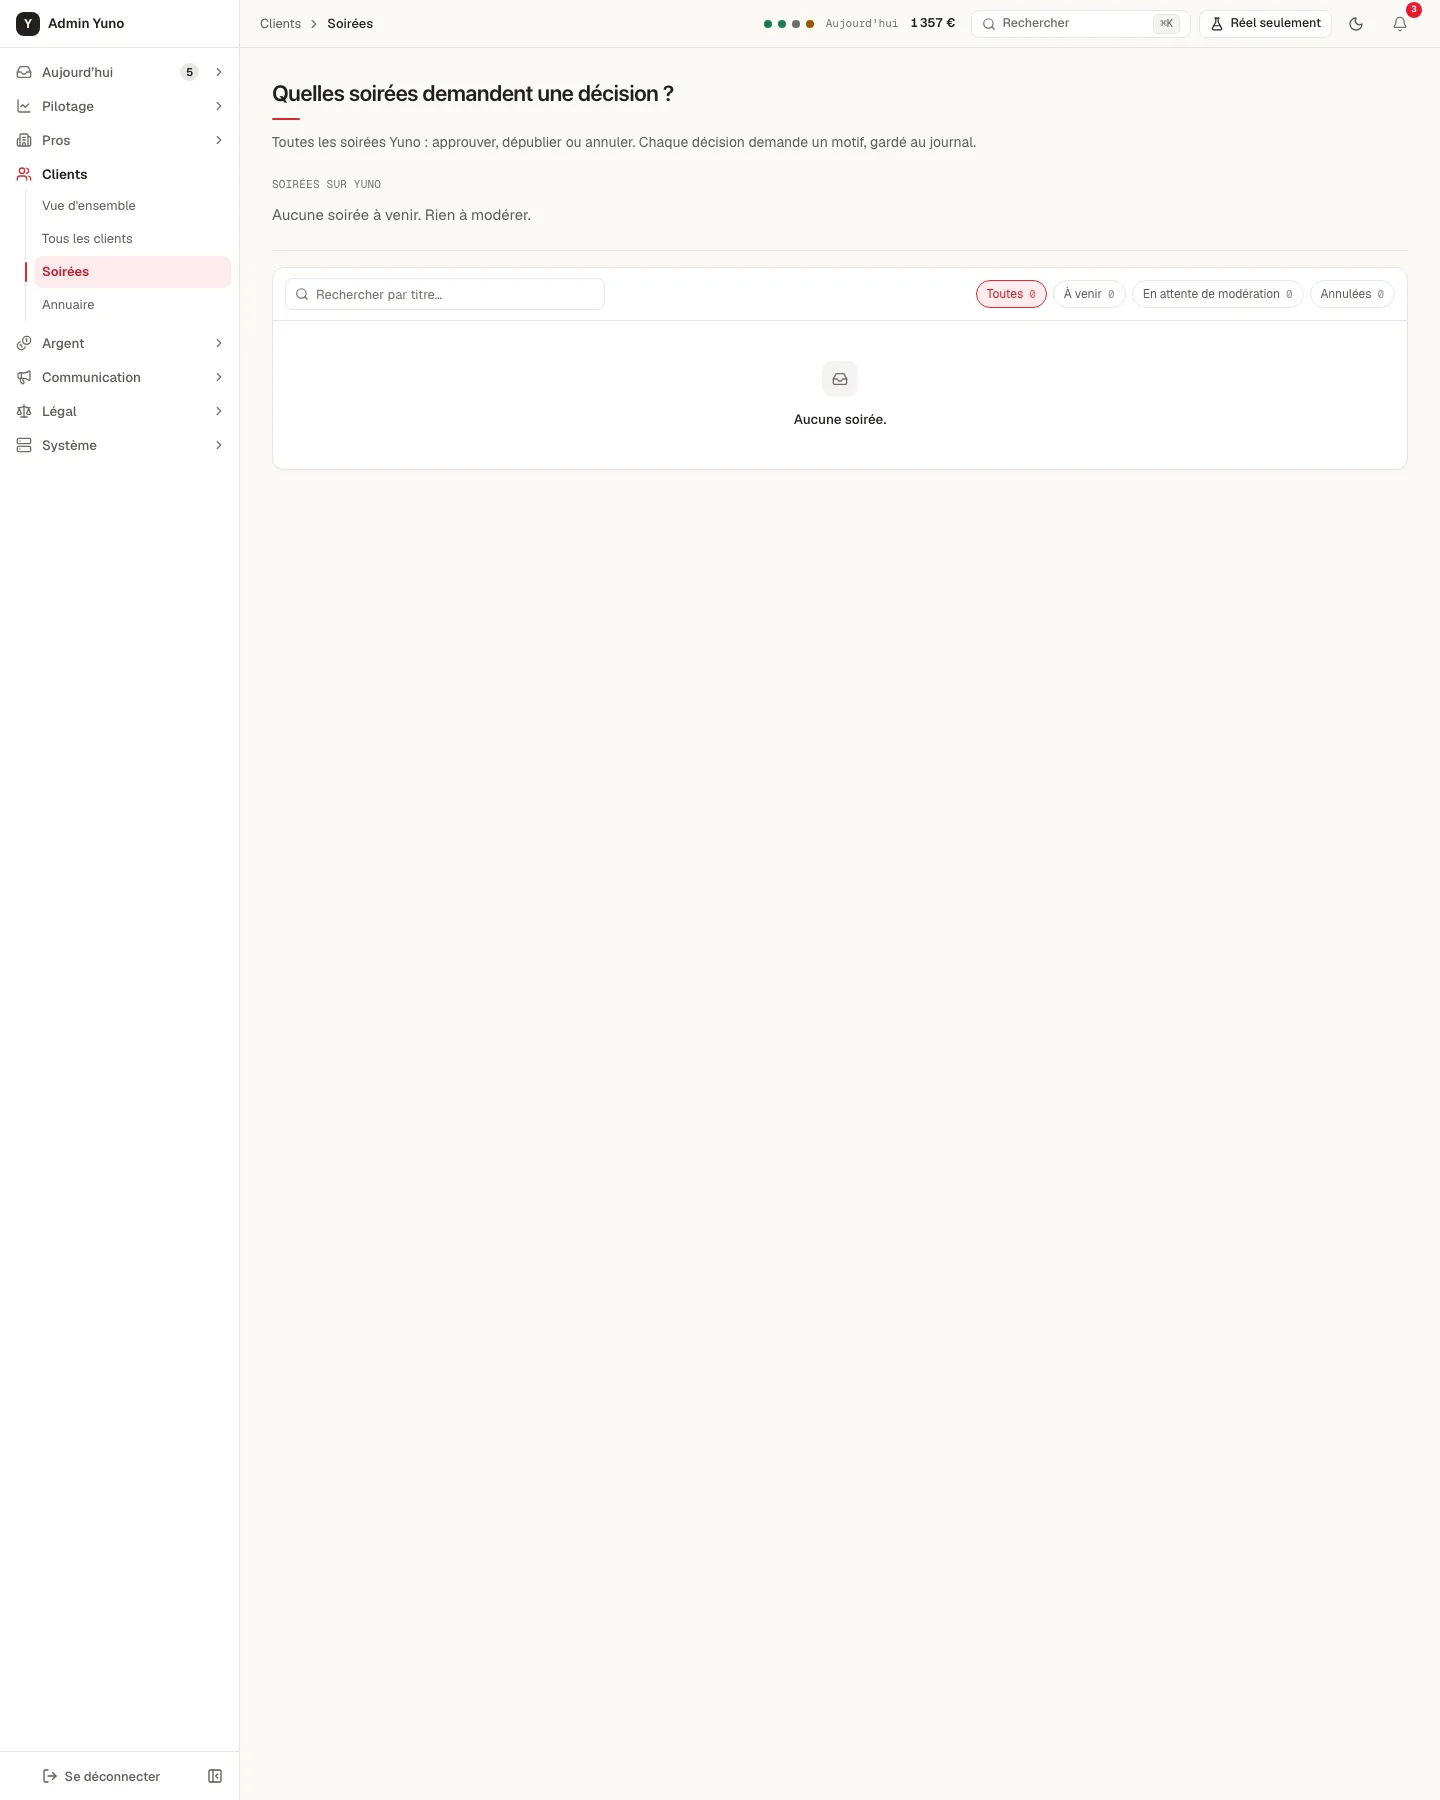 Y Admin Yuno
Clients > Soirées
Aujourd'hui 1 357 €
Rechercher ⌘K
Réel seulement
3
Aujourd'hui 5
Pilotage
Pros
Clients
Vue d'ensemble
Tous les clients
Soirées
Annuaire
Argent
Communication
Légal
Système
Quelles soirées demandent une décision ?
Toutes les soirées Yuno : approuver, dépublier ou annuler. Chaque décision demande un motif, gardé au journal.
SOIRÉES SUR YUNO
Aucune soirée à venir. Rien à modérer.
Rechercher par titre…
Toutes 0
À venir 0
En attente de modération 0
Annulées 0
Aucune soirée.
Se déconnecter